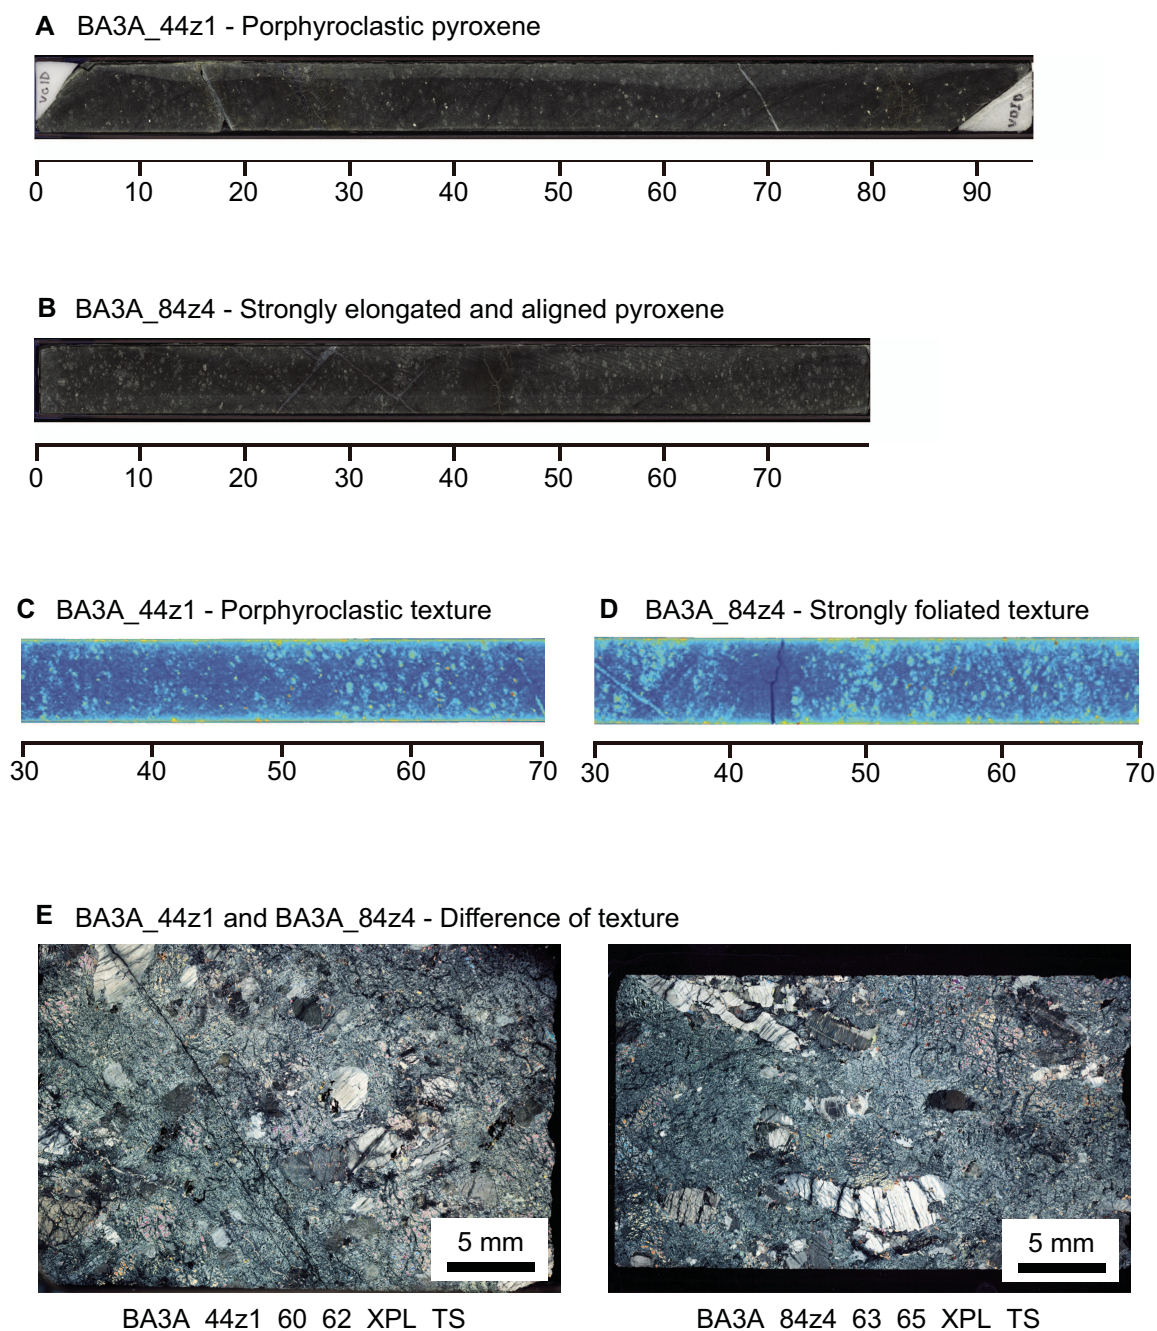 A BA3A_44z1 - Porphyroclastic pyroxene
VOID
VOID
0 10 20 30 40 50 60 70 80 90
B BA3A_84z4 - Strongly elongated and aligned pyroxene
0 10 20 30 40 50 60 70
C BA3A_44z1 - Porphyroclastic texture
30 40 50 60 70
D BA3A_84z4 - Strongly foliated texture
30 40 50 60 70
E BA3A_44z1 and BA3A_84z4 - Difference of texture
5 mm
5 mm
BA3A 44z1 60 62 XPL TS
BA3A 84z4 63 65 XPL TS